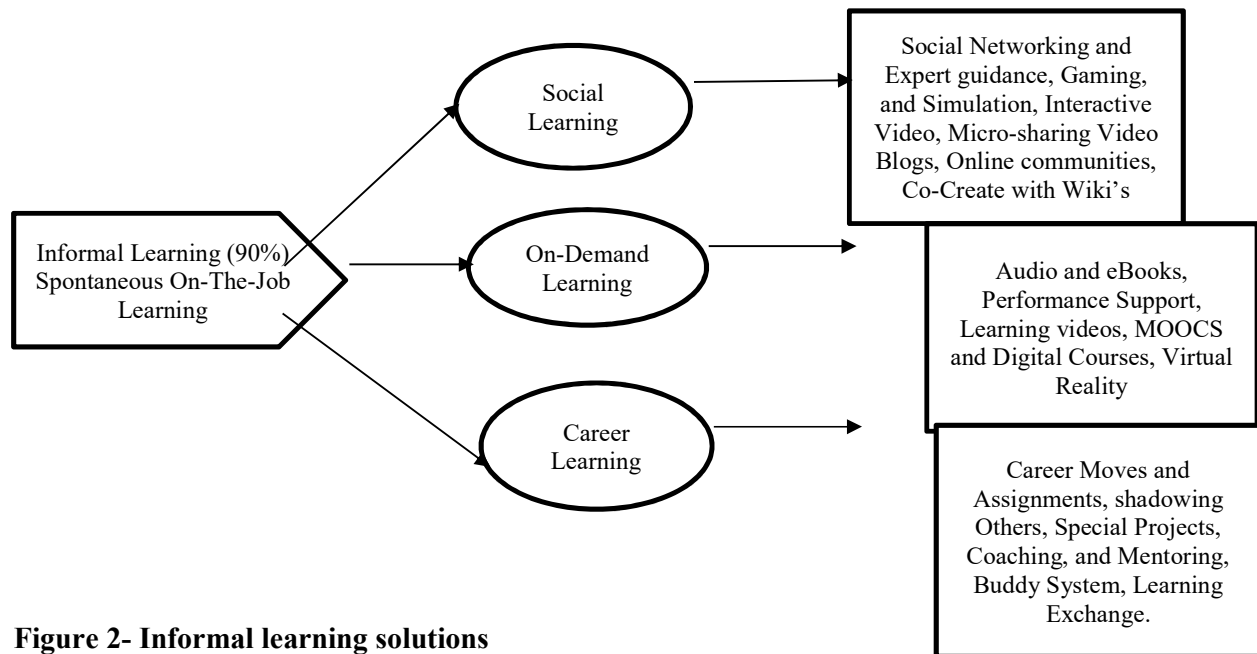 Social
Learning
Social Networking and
Expert guidance, Gaming,
and Simulation, Interactive
Video, Micro-sharing Video
Blogs, Online communities,
Co-Create with Wiki’s
Informal Learning (90%)
Spontaneous On-The-Job
Learning
On-Demand
Learning
Audio and eBooks,
Performance Support,
Learning videos, MOOCS
and Digital Courses, Virtual
Reality
Career
Learning
Career Moves and
Assignments, shadowing
Others, Special Projects,
Coaching, and Mentoring,
Buddy System, Learning
Exchange.
Figure 2- Informal learning solutions